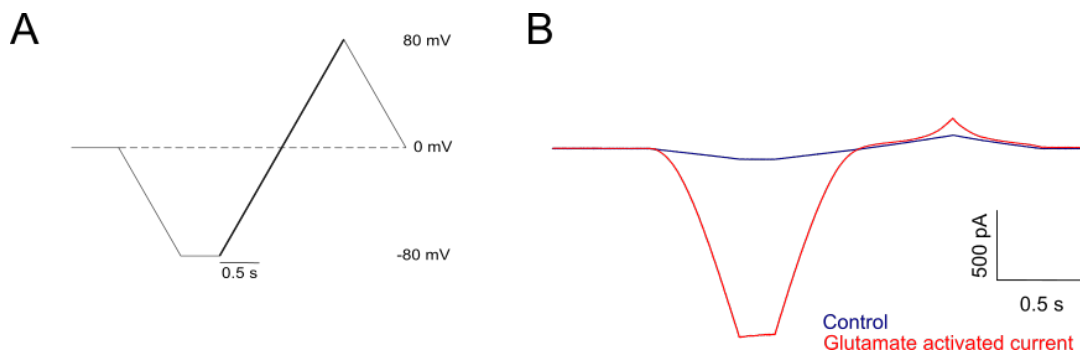 A
80 mV
0 mV
-80 mV
0.5 s
B
500 pA
0.5 s
Control
Glutamate activated current